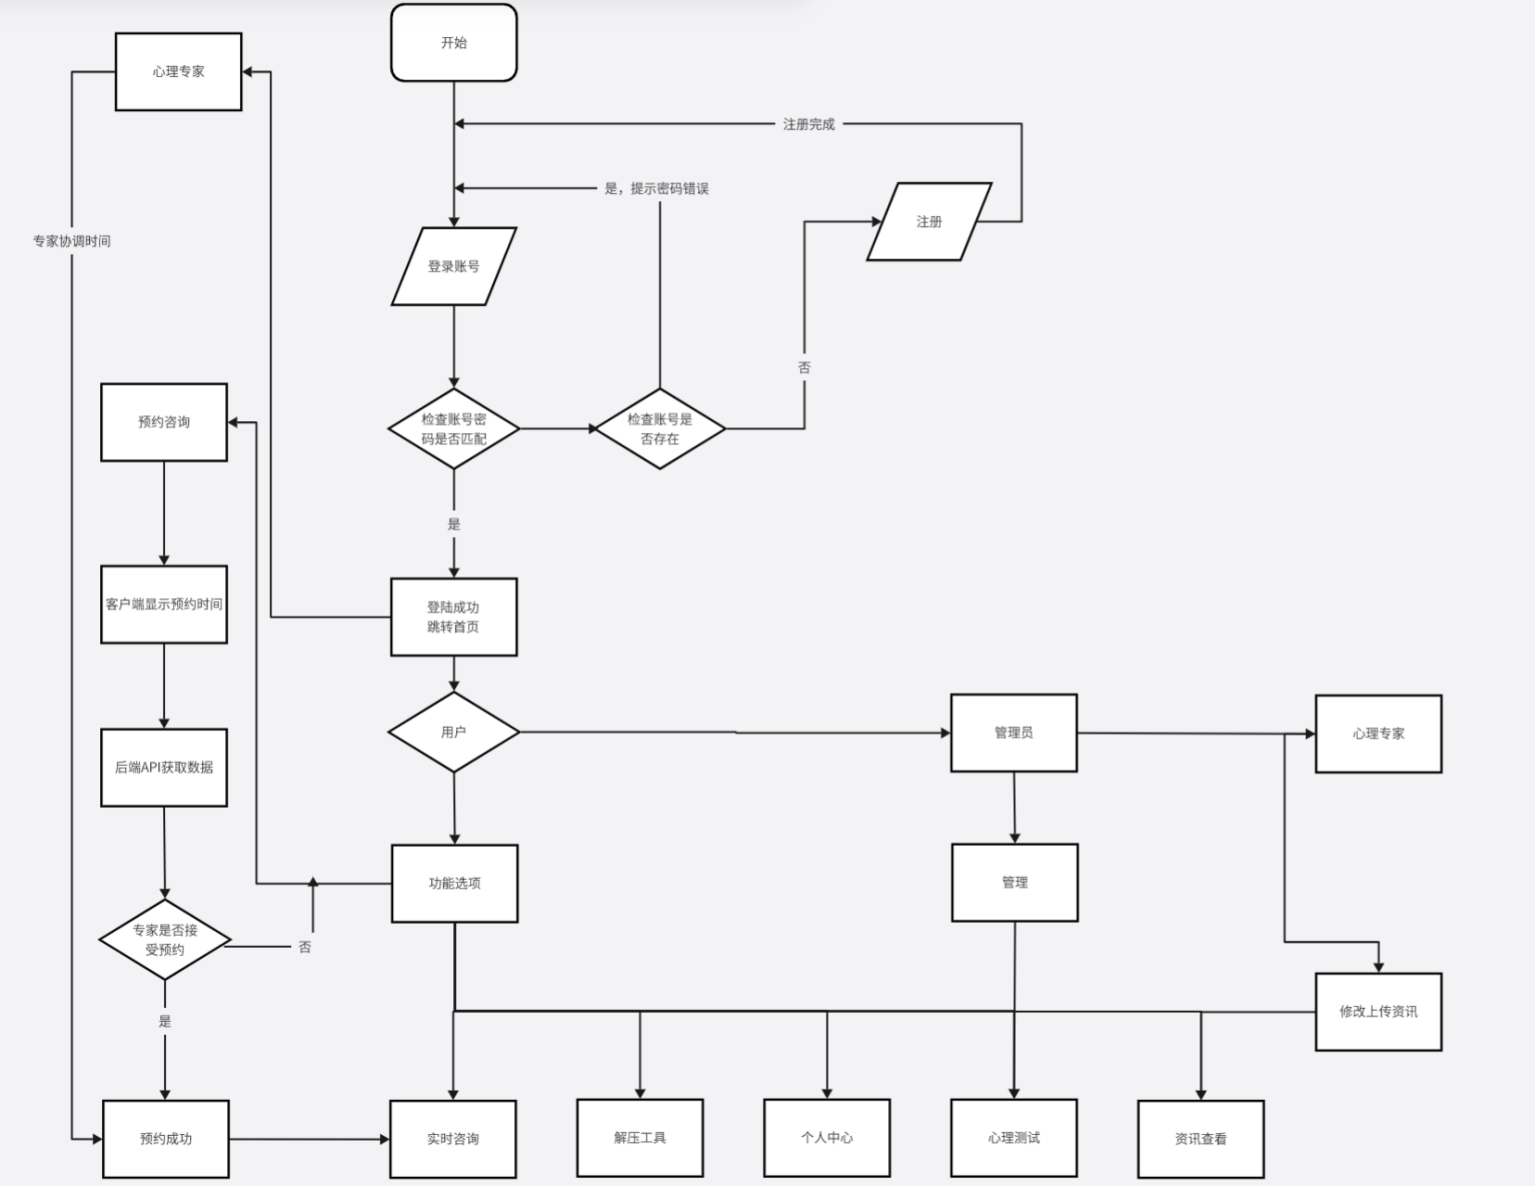 开始
心理专家
注册完成
是，提示密码错误
注册
专家协调时间
登录账号
否
预约咨询
检查账号密
码是否匹配
检查账号是
否存在
是
客户端显示预约时间
登陆成功
跳转首页
用户
管理员
心理专家
后端API获取数据
功能选项
管理
专家是否接
受预约
否
修改上传资讯
是
预约成功
实时咨询
解压工具
个人中心
心理测试
资讯查看